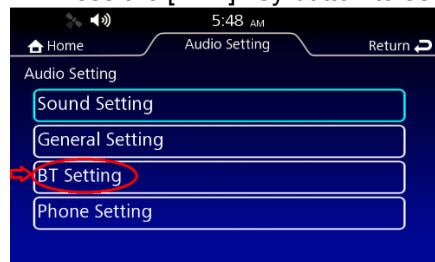 5:48 AM
Home Audio Setting Return
Audio Setting
Sound Setting
General Setting
BT Setting
Phone Setting